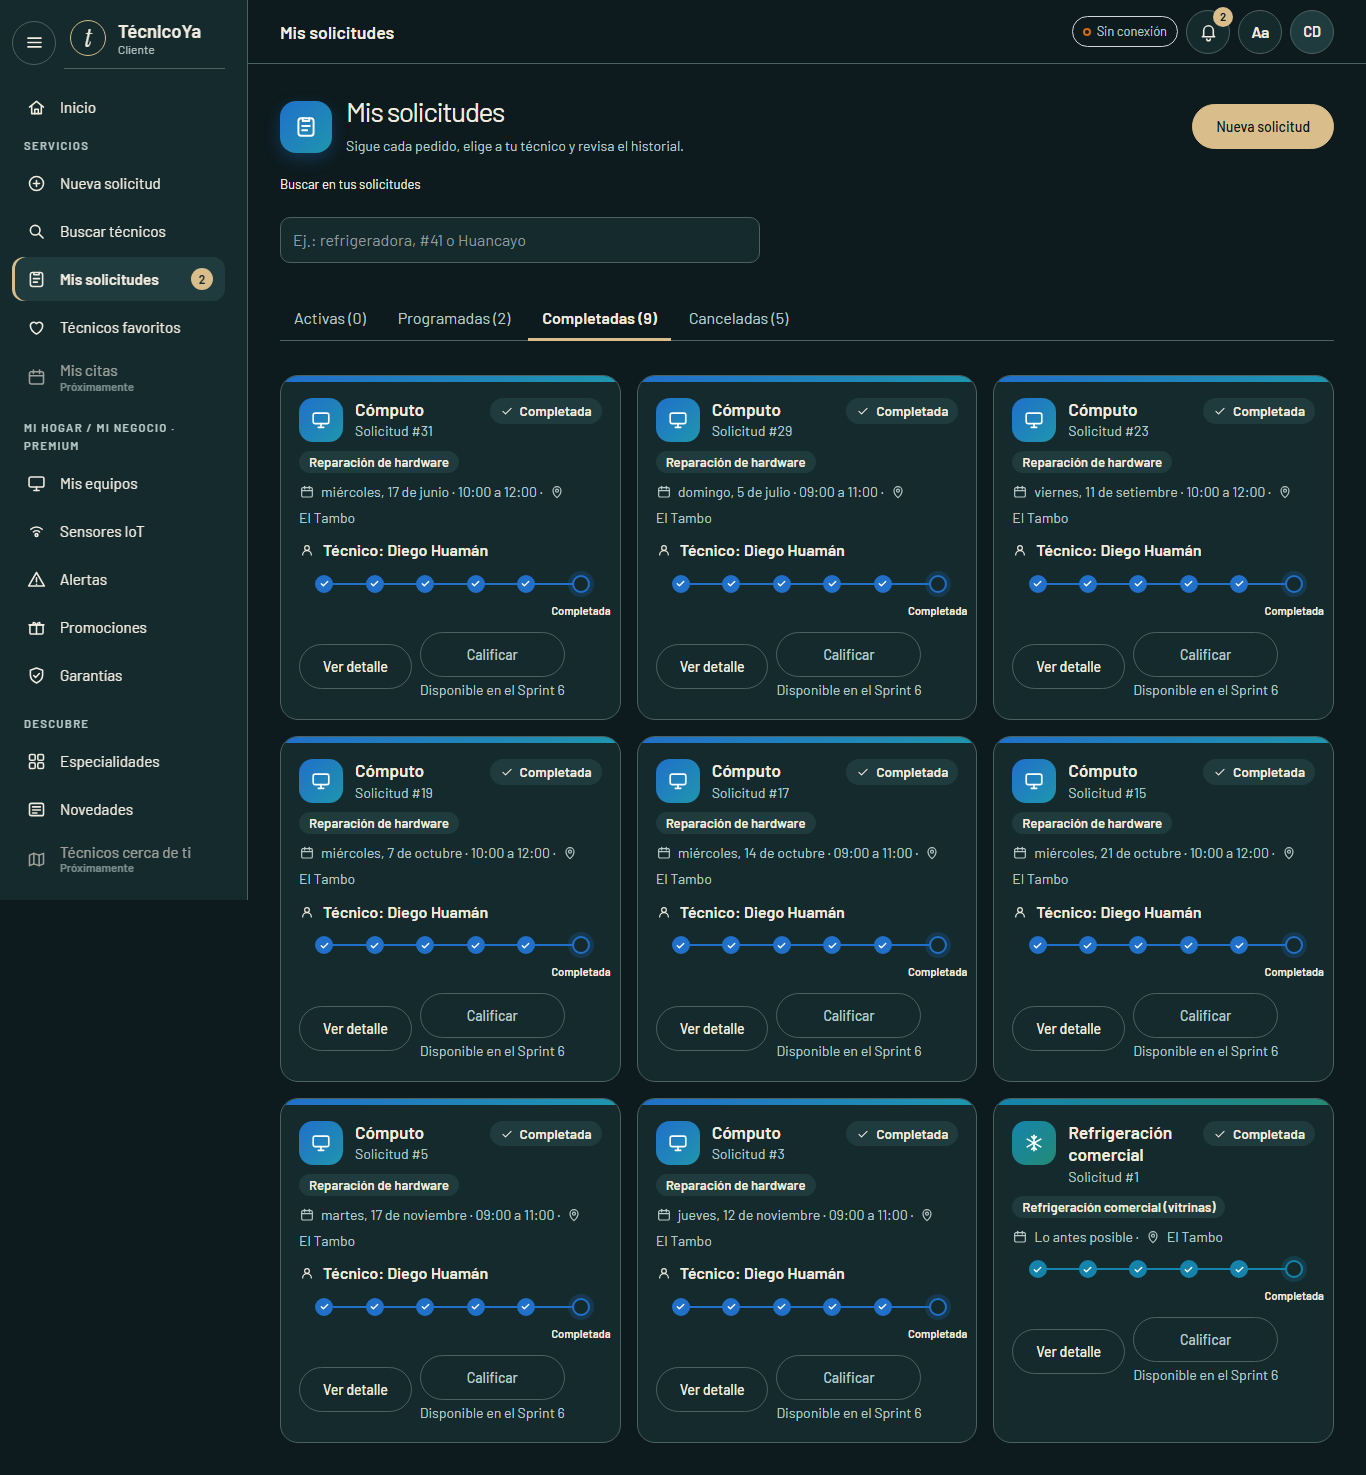 TécnicoYa
Cliente
Inicio
SERVICIOS
Nueva solicitud
Buscar técnicos
Mis solicitudes 2
Técnicos favoritos
Mis citas
Próximamente
MI HOGAR / MI NEGOCIO ·
PREMIUM
Mis equipos
Sensores IoT
Alertas
Promociones
Garantías
DESCUBRE
Especialidades
Novedades
Técnicos cerca de ti
Próximamente
Mis solicitudes
Sin conexión
2
Aa
CD
Mis solicitudes
Sigue cada pedido, elige a tu técnico y revisa el historial.
Nueva solicitud
Buscar en tus solicitudes
Ej.: refrigeradora, #41 o Huancayo
Activas (0) Programadas (2) Completadas (9) Canceladas (5)
Cómputo
Completada
Solicitud #31
Reparación de hardware
miércoles, 17 de junio · 10:00 a 12:00 ·
El Tambo
Técnico: Diego Huamán
Completada
Ver detalle
Calificar
Disponible en el Sprint 6
Cómputo
Completada
Solicitud #29
Reparación de hardware
domingo, 5 de julio · 09:00 a 11:00 ·
El Tambo
Técnico: Diego Huamán
Completada
Ver detalle
Calificar
Disponible en el Sprint 6
Cómputo
Completada
Solicitud #23
Reparación de hardware
viernes, 11 de setiembre · 10:00 a 12:00 ·
El Tambo
Técnico: Diego Huamán
Completada
Ver detalle
Calificar
Disponible en el Sprint 6
Cómputo
Completada
Solicitud #19
Reparación de hardware
miércoles, 7 de octubre · 10:00 a 12:00 ·
El Tambo
Técnico: Diego Huamán
Completada
Ver detalle
Calificar
Disponible en el Sprint 6
Cómputo
Completada
Solicitud #17
Reparación de hardware
miércoles, 14 de octubre · 09:00 a 11:00 ·
El Tambo
Técnico: Diego Huamán
Completada
Ver detalle
Calificar
Disponible en el Sprint 6
Cómputo
Completada
Solicitud #15
Reparación de hardware
miércoles, 21 de octubre · 10:00 a 12:00 ·
El Tambo
Técnico: Diego Huamán
Completada
Ver detalle
Calificar
Disponible en el Sprint 6
Cómputo
Completada
Solicitud #5
Reparación de hardware
martes, 17 de noviembre · 09:00 a 11:00 ·
El Tambo
Técnico: Diego Huamán
Completada
Ver detalle
Calificar
Disponible en el Sprint 6
Cómputo
Completada
Solicitud #3
Reparación de hardware
jueves, 12 de noviembre · 09:00 a 11:00 ·
El Tambo
Técnico: Diego Huamán
Completada
Ver detalle
Calificar
Disponible en el Sprint 6
Refrigeración
comercial
Completada
Solicitud #1
Refrigeración comercial (vitrinas)
Lo antes posible · El Tambo
Completada
Ver detalle
Calificar
Disponible en el Sprint 6